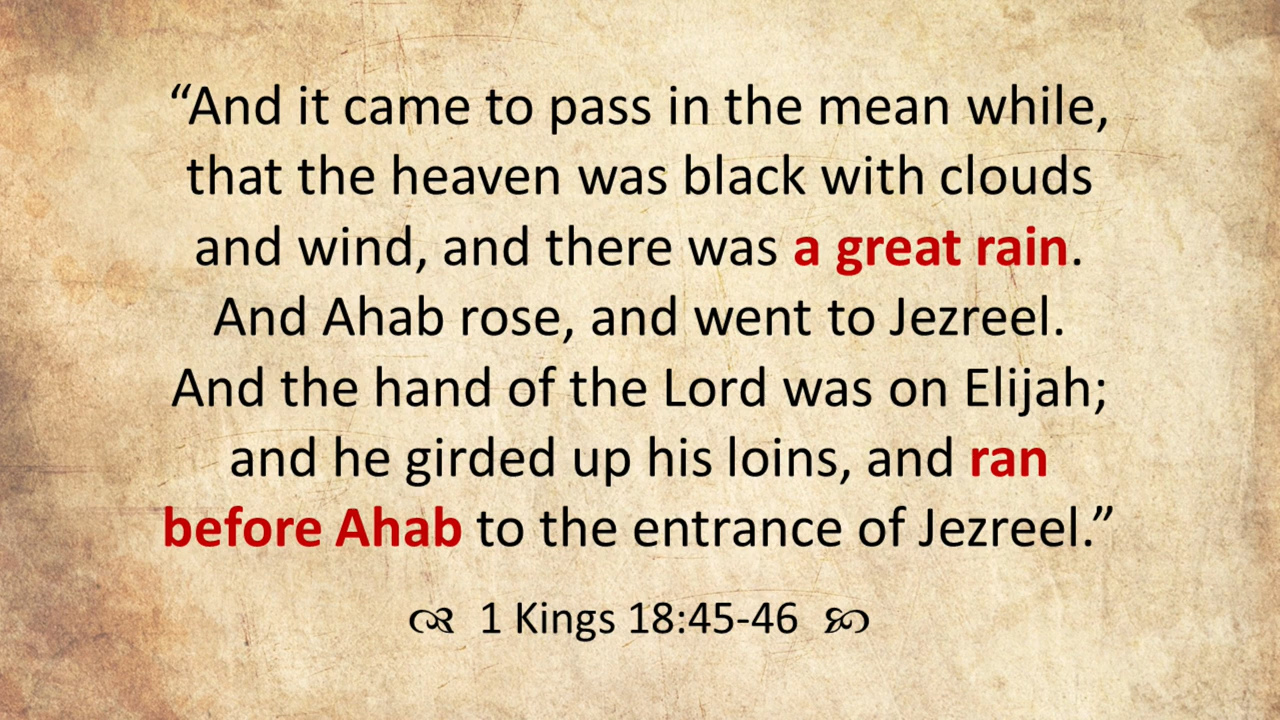 “And it came to pass in the mean while,
that the heaven was black with clouds
and wind, and there was a great rain.
And Ahab rose, and went to Jezreel.
And the hand of the Lord was on Elijah;
and he girded up his loins, and ran
before Ahab to the entrance of Jezreel.”
1 Kings 18:45-46